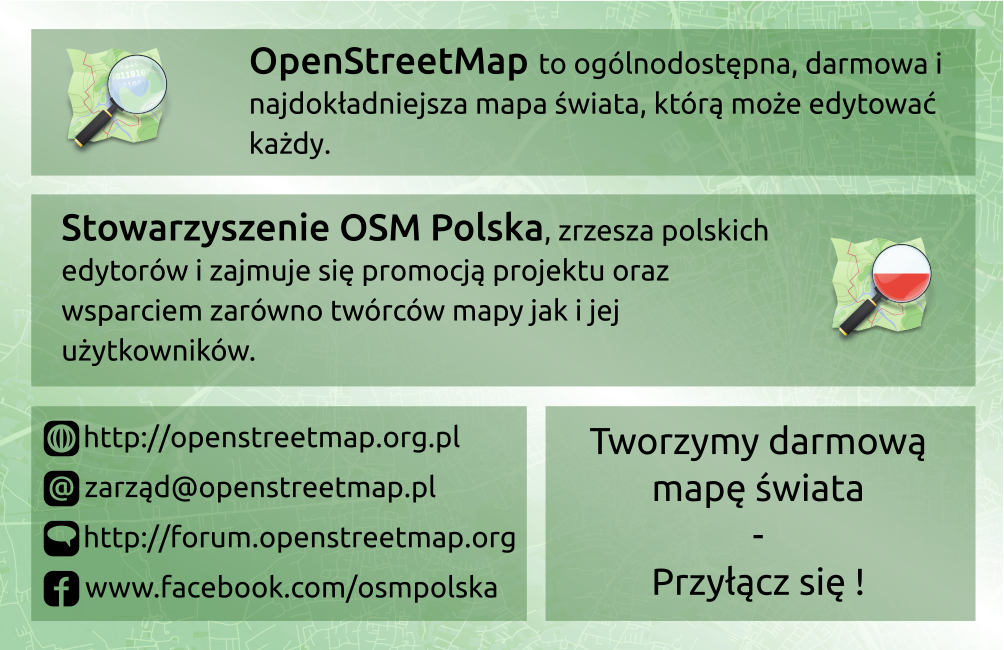 OpenStreetMap to ogólnodostępna, darmowa i
najdokładniejsza mapa świata, którą może edytować
każdy.
Stowarzyszenie OSM Polska, zrzesza polskich
edytorów i zajmuje się promocją projektu oraz
wsparciem zarówno twórców mapy jak i jej
użytkowników.
http://openstreetmap.org.pl
zarząd@openstreetmap.pl
http://forum.openstreetmap.org
www.facebook.com/osmpolska
Tworzymy darmową
mapę świata
-
Przyłącz się !